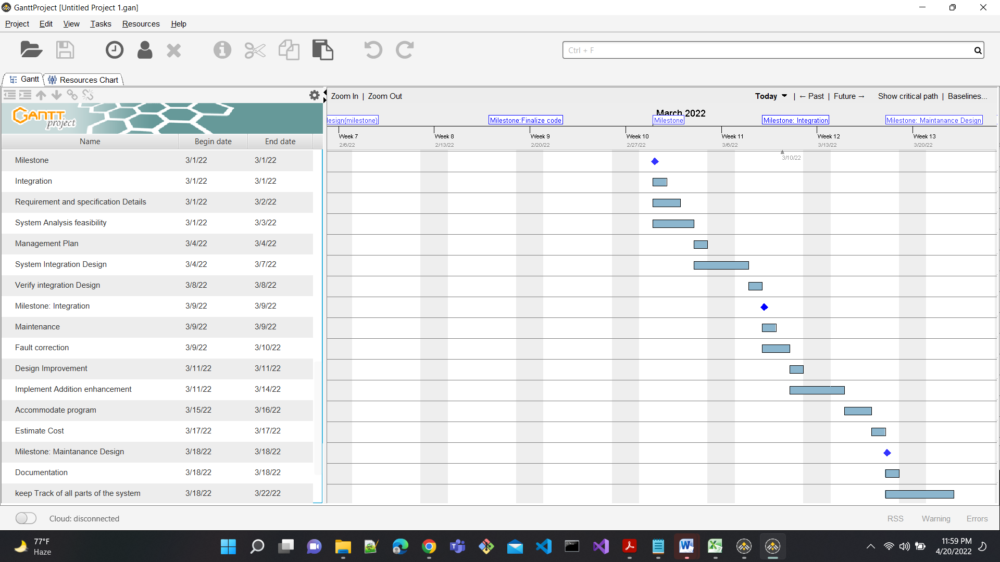 GanttProject [Untitled Project 1.gan]
Project Edit View Tasks Resources Help
Ctrl + F
Gantt Resources Chart
Zoom In | Zoom Out Today | ← Past | Future → Show critical path | Baselines...
GANTT project
March 2022
design(milestone) Milestone:Finalize code Milestone Milestone: Integration Milestone: Maintanance Design
Name Begin date End date
Week 7 Week 8 Week 9 Week 10 Week 11 Week 12 Week 13
2/6/22 2/13/22 2/20/22 2/27/22 3/6/22 3/13/22 3/20/22
3/10/22
Milestone 3/1/22 3/1/22
Integration 3/1/22 3/1/22
Requirement and specification Details 3/1/22 3/2/22
System Analysis feasibility 3/1/22 3/3/22
Management Plan 3/4/22 3/4/22
System Integration Design 3/4/22 3/7/22
Verify integration Design 3/8/22 3/8/22
Milestone: Integration 3/9/22 3/9/22
Maintenance 3/9/22 3/9/22
Fault correction 3/9/22 3/10/22
Design Improvement 3/11/22 3/11/22
Implement Addition enhancement 3/11/22 3/14/22
Accommodate program 3/15/22 3/16/22
Estimate Cost 3/17/22 3/17/22
Milestone: Maintanance Design 3/18/22 3/18/22
Documentation 3/18/22 3/18/22
keep Track of all parts of the system 3/18/22 3/22/22
Cloud: disconnected RSS Warning Errors
77°F
Haze
11:59 PM
4/20/2022